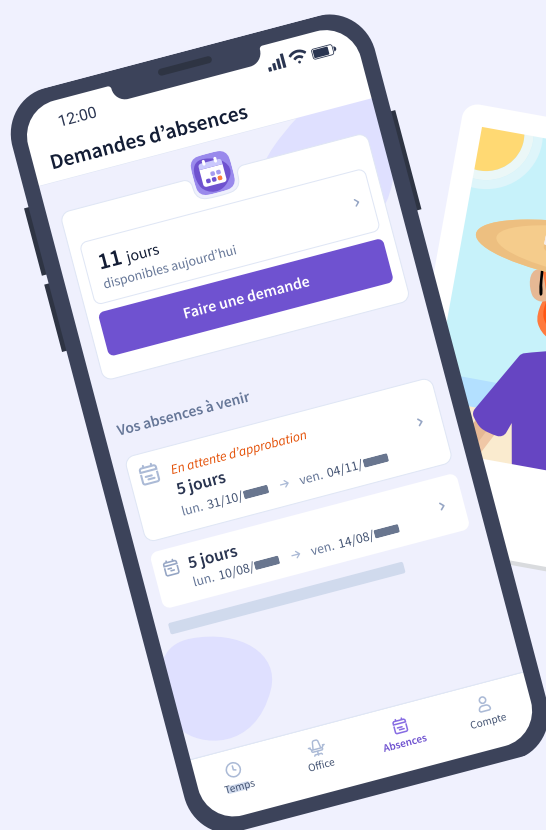 12:00
Demandes d’absences
11 jours
disponibles aujourd’hui
Faire une demande
Vos absences à venir
En attente d’approbation
5 jours
lun. 31/10/ → ven. 04/11/
5 jours
lun. 10/08/ → ven. 14/08/
Temps
Office
Absences
Compte